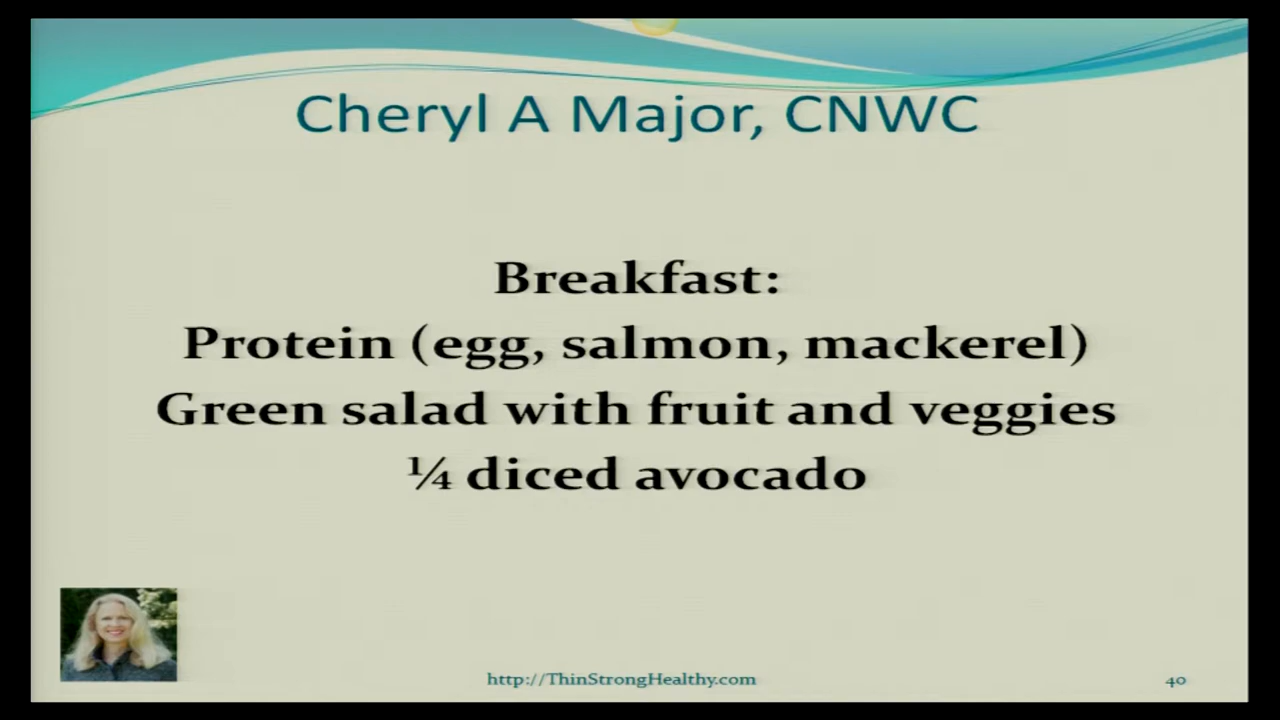 Cheryl A Major, CNWC
Breakfast:
Protein (egg, salmon, mackerel)
Green salad with fruit and veggies
¼ diced avocado
http://ThinStrongHealthy.com
40